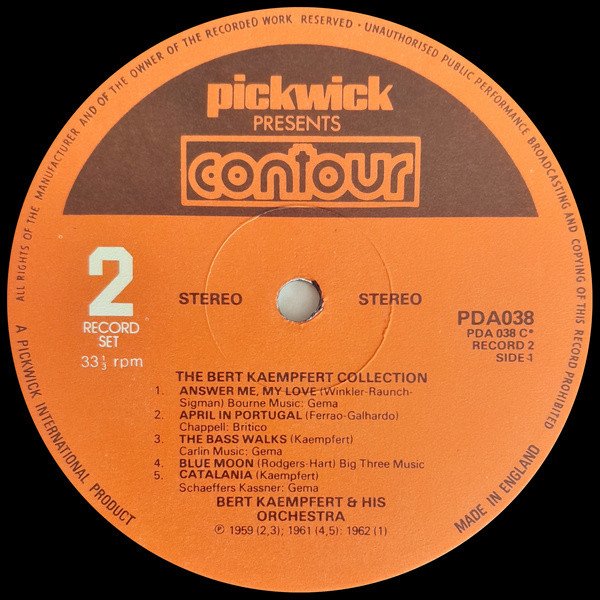 ALL RIGHTS OF THE MANUFACTURER AND OF THE OWNER OF THE RECORDED WORK RESERVED - UNAUTHORISED PUBLIC PERFORMANCE BROADCASTING AND COPYING OF THIS RECORD PROHIBITED
pickwick
PRESENTS
contour
2
RECORD
SET
33 1/3 rpm
STEREO
STEREO
PDA038
PDA 038 C*
RECORD 2
SIDE 1
THE BERT KAEMPFERT COLLECTION
1. ANSWER ME, MY LOVE (Winkler-Raunch-
Sigman) Bourne Music: Gema
2. APRIL IN PORTUGAL (Ferrao-Galhardo)
Chappell: Britico
3. THE BASS WALKS (Kaempfert)
Carlin Music: Gema
4. BLUE MOON (Rodgers-Hart) Big Three Music
5. CATALANIA (Kaempfert)
Schaeffers Kassner: Gema
BERT KAEMPFERT & HIS
ORCHESTRA
℗ 1959 (2,3); 1961 (4,5): 1962 (1)
A PICKWICK INTERNATIONAL PRODUCT
MADE IN ENGLAND